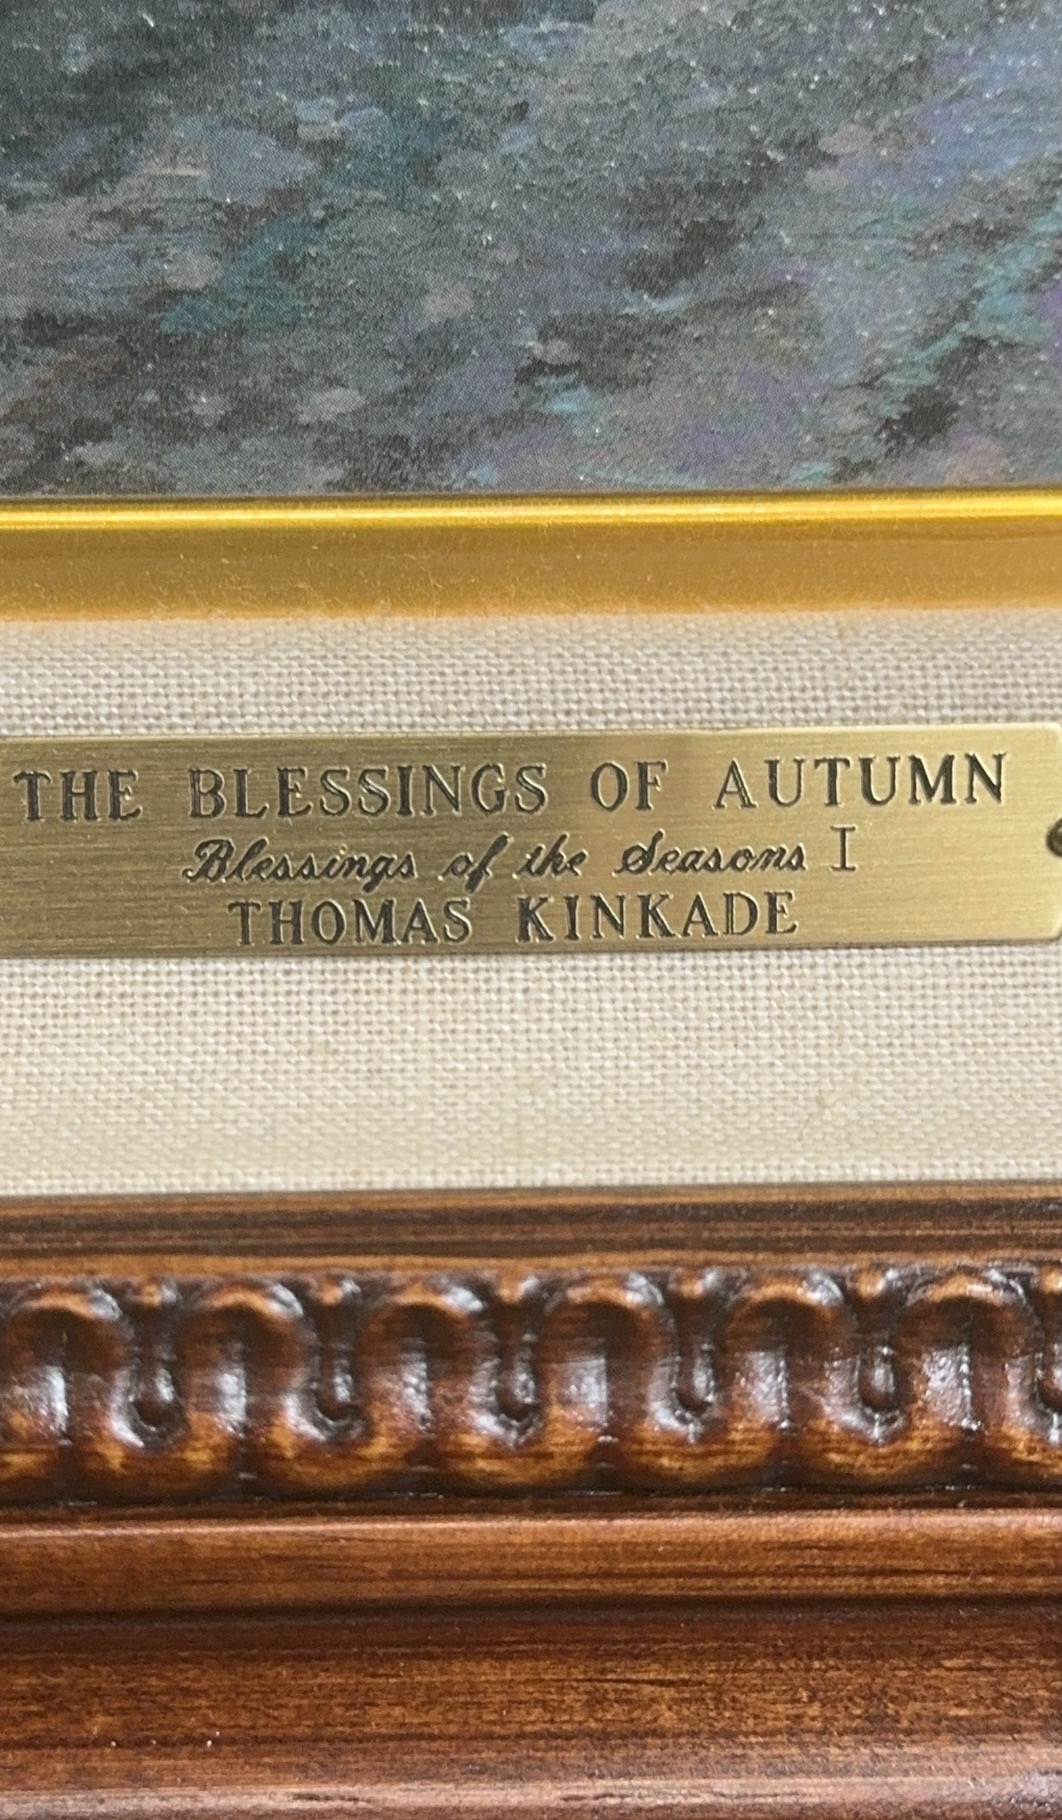 THE BLESSINGS OF AUTUMN
Blessings of the Seasons I
THOMAS KINKADE